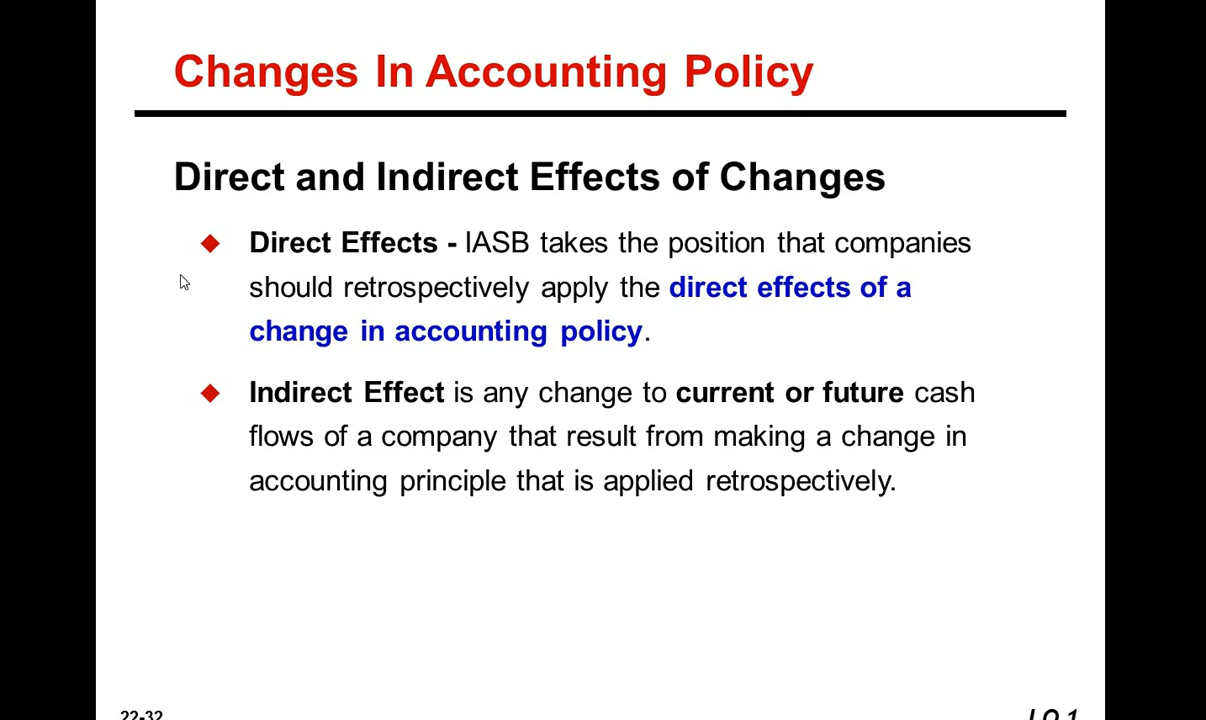 Changes In Accounting Policy
Direct and Indirect Effects of Changes
Direct Effects - IASB takes the position that companies
should retrospectively apply the direct effects of a
change in accounting policy.
Indirect Effect is any change to current or future cash
flows of a company that result from making a change in
accounting principle that is applied retrospectively.
22-32
LO 1